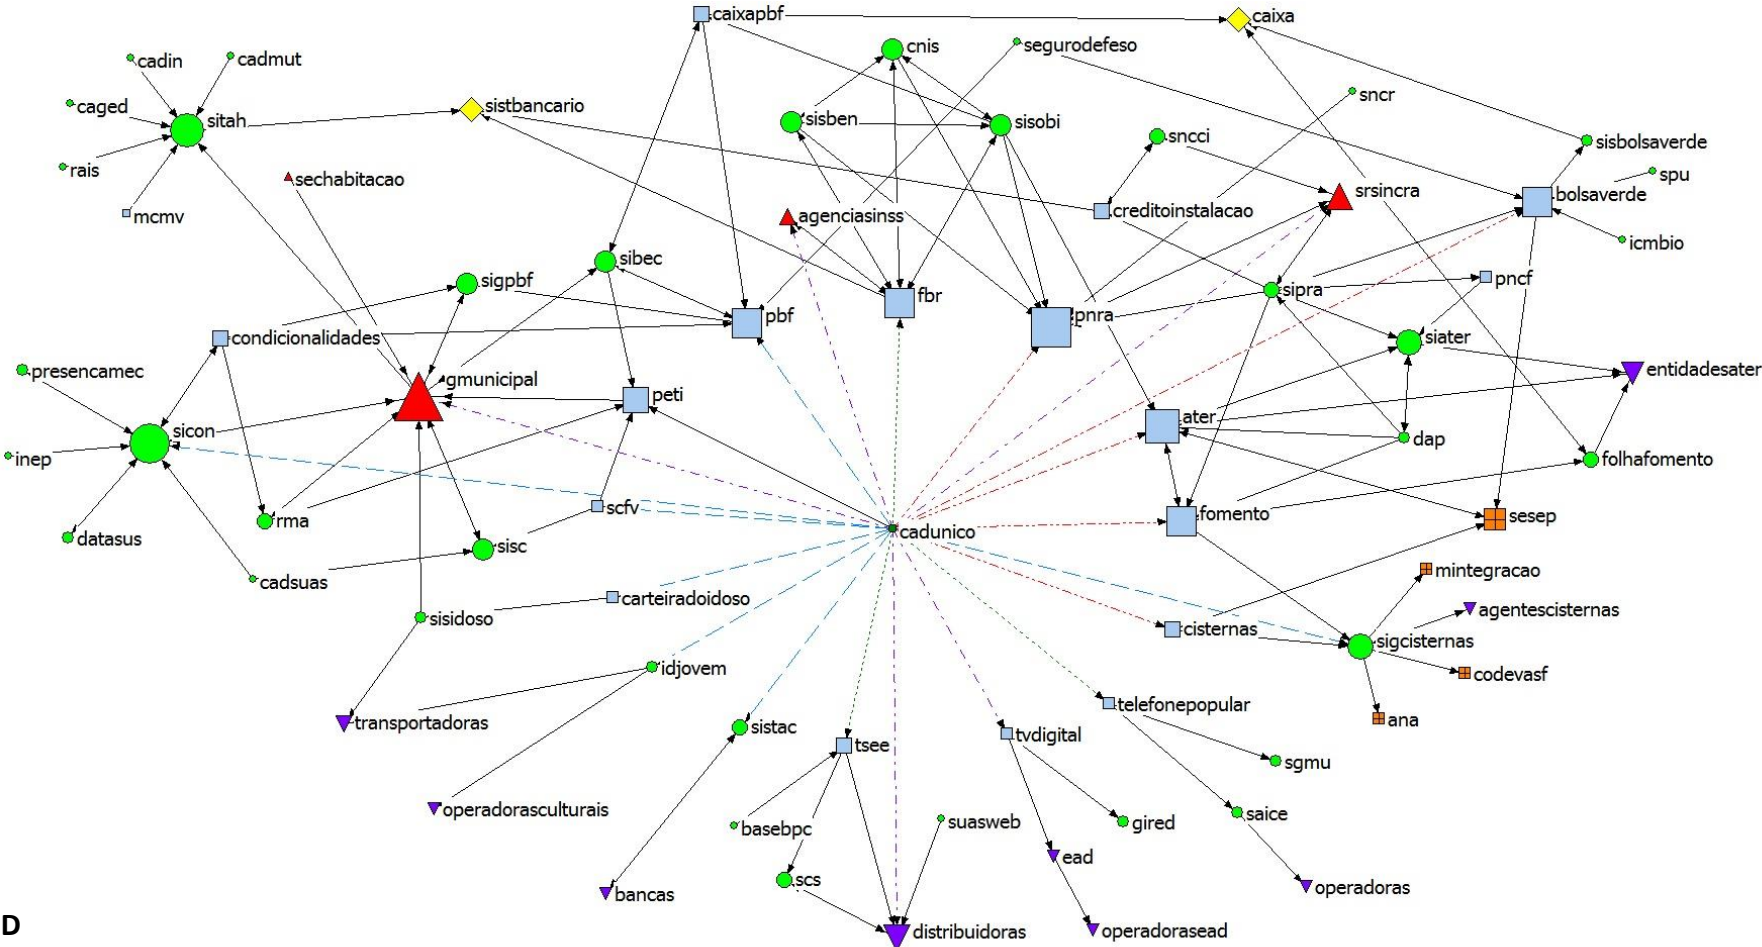 caixapbf
caixa
cnis
segurodefeso
cadin
cadmut
sncr
caged
sistbancario
sitah
sisben
sisobi
sncci
sisbolsaverde
rais
sechabitacao
spu
srsincra
bolsaverde
mcmv
agenciasinss
creditoinstalacao
icmbio
sibec
sigpbf
pncf
sipra
fbr
pbf
pnra
condicionalidades
siater
presencamec
gmunicipal
entidadesater
peti
ater
sicon
dap
inep
folhafomento
scfv
rma
fomento
sesep
datasus
cadunico
sisc
cadsuas
mintegracao
carteiradoidoso
agentescisternas
sisidoso
cisternas
sigcisternas
idjovem
codevasf
telefonepopular
transportadoras
ana
sistac
tvdigital
tsee
sgmu
operadorasculturais
saice
suasweb
gired
basebpc
ead
scs
operadoras
bancas
D
distribuidoras
operadorasead